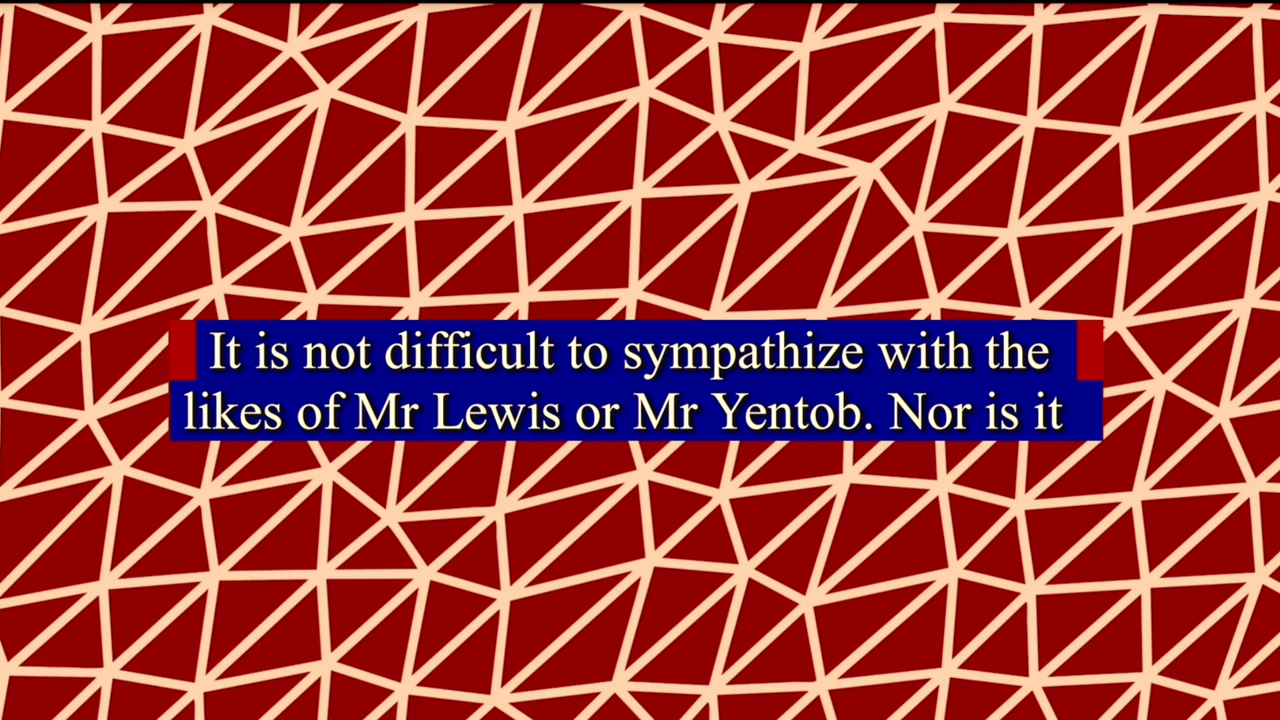 It is not difficult to sympathize with the
likes of Mr Lewis or Mr Yentob. Nor is it